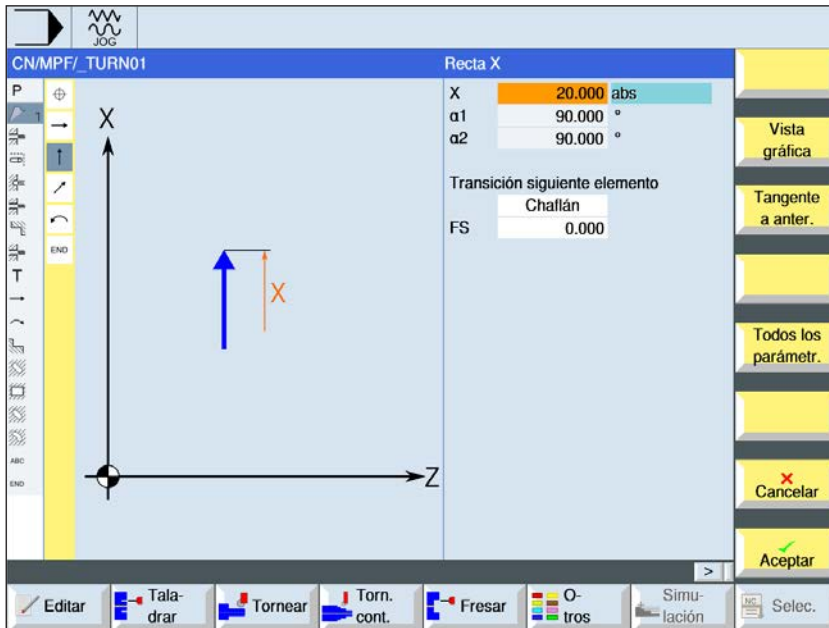 JOG
CN/MPF/_TURN01
Recta X
P
1
T
ABC
END
END
X
X
Z
X 20.000 abs
α1 90.000 °
α2 90.000 °
Transición siguiente elemento
Chaflán
FS 0.000
Vista
gráfica
Tangente
a anter.
Todos los
parámetr.
Cancelar
Aceptar
>
Editar
Tala-
drar
Tornear
Torn.
cont.
Fresar
O-
tros
Simu-
lación
NC
Selec.